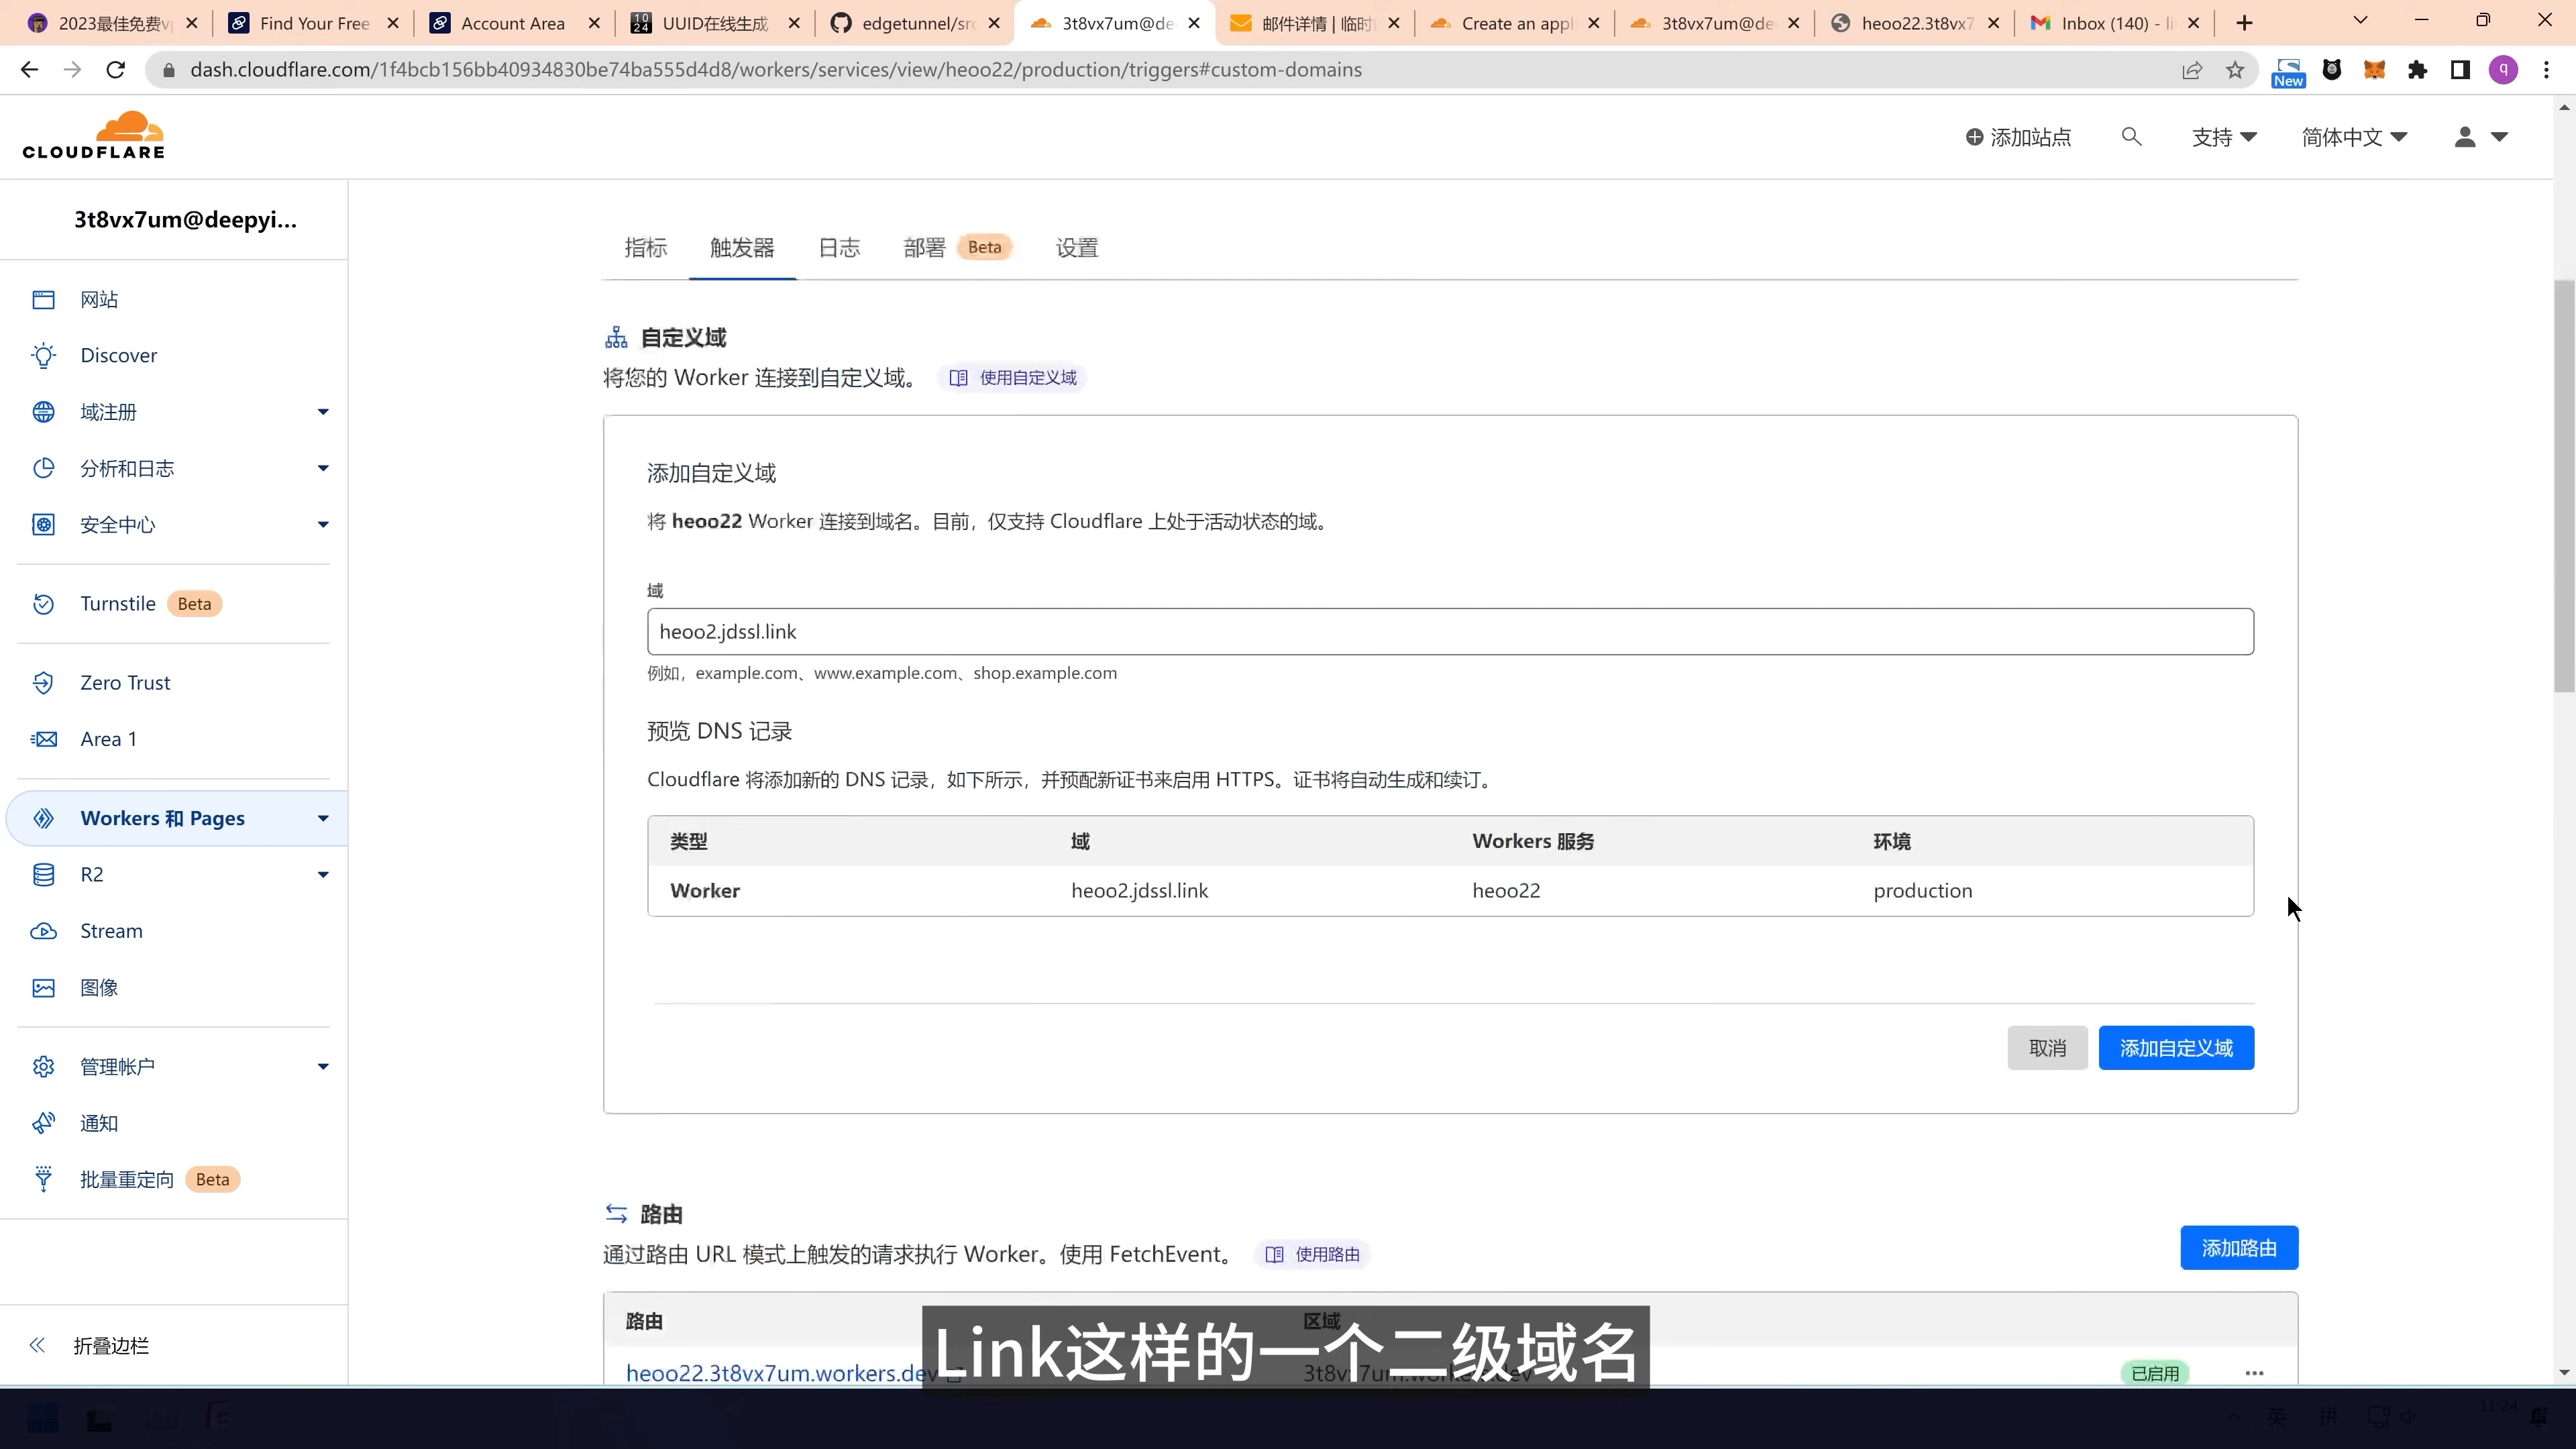 2023最佳免费v
Find Your Free
Account Area
UUID在线生成
edgetunnel/src
3t8vx7um@de
邮件详情 | 临时
Create an appl
3t8vx7um@de
heoo22.3t8vx7
Inbox (140) - li
dash.cloudflare.com/1f4bcb156bb40934830be74ba555d4d8/workers/services/view/heoo22/production/triggers#custom-domains
New
q
CLOUDFLARE
添加站点
支持
简体中文
3t8vx7um@deepyi...
网站
Discover
域注册
分析和日志
安全中心
Turnstile Beta
Zero Trust
Area 1
Workers 和 Pages
R2
Stream
图像
管理帐户
通知
批量重定向 Beta
折叠边栏
指标 触发器 日志 部署 Beta 设置
自定义域
将您的 Worker 连接到自定义域。 使用自定义域
添加自定义域
将 heoo22 Worker 连接到域名。目前，仅支持 Cloudflare 上处于活动状态的域。
域
heoo2.jdssl.link
例如，example.com、www.example.com、shop.example.com
预览 DNS 记录
Cloudflare 将添加新的 DNS 记录，如下所示，并预配新证书来启用 HTTPS。证书将自动生成和续订。
类型 域 Workers 服务 环境
Worker heoo2.jdssl.link heoo22 production
取消 添加自定义域
路由
通过路由 URL 模式上触发的请求执行 Worker。使用 FetchEvent。 使用路由
添加路由
路由 区域
heoo22.3t8vx7um.workers.dev 3t8vx7um.workers.dev 已启用
Link这样的一个二级域名
英 拼 11:24